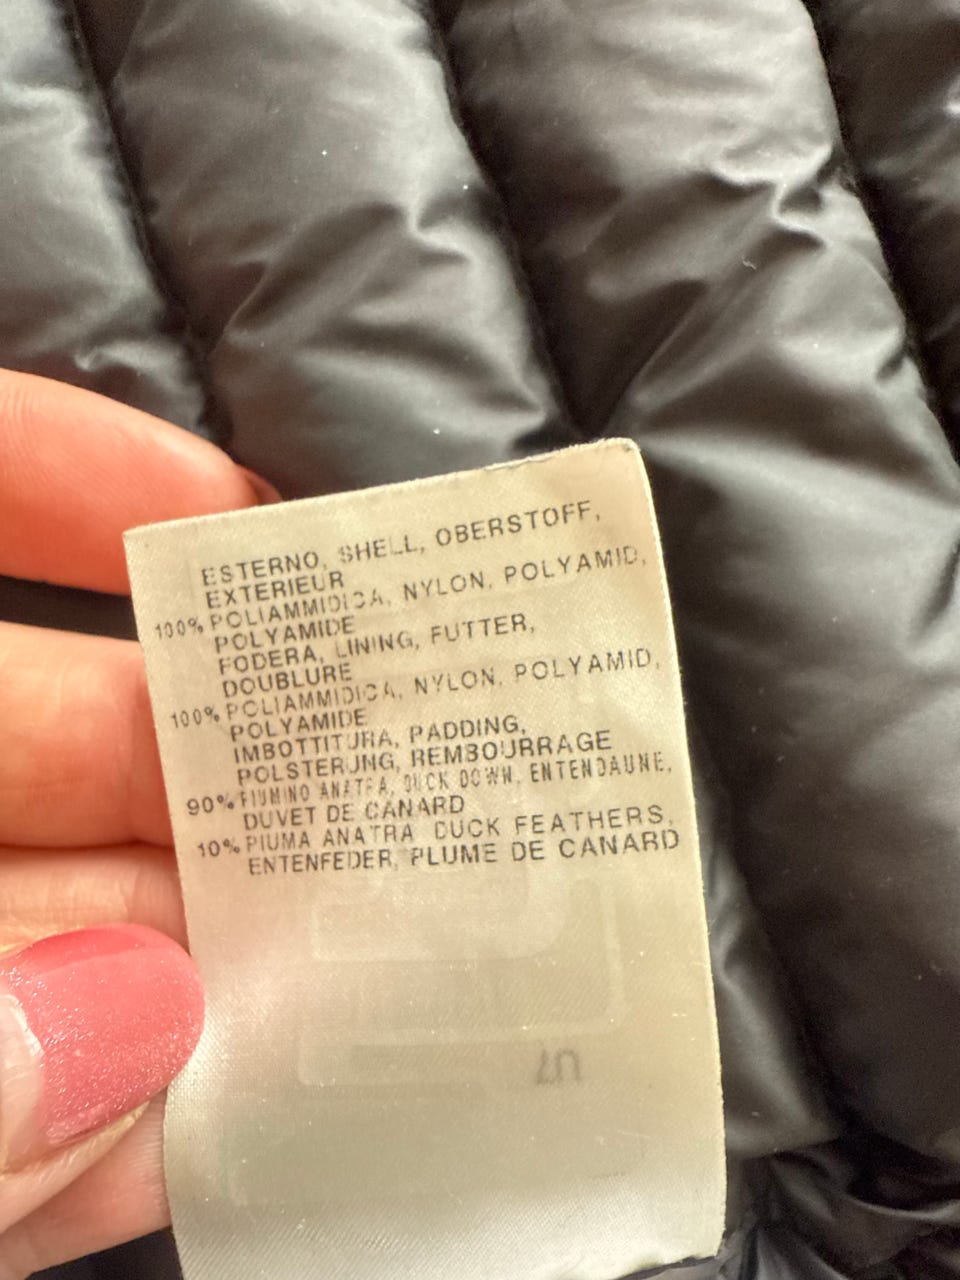 ESTERNO, SHELL, OBERSTOFF,
EXTERIEUR
100% POLIAMMIDICA, NYLON, POLYAMID,
POLYAMIDE
FODERA, LINING, FUTTER,
DOUBLURE
100% POLIAMMIDICA, NYLON, POLYAMID,
POLYAMIDE
IMBOTTITURA, PADDING,
POLSTERUNG, REMBOURRAGE
90% PIUMINO ANATRA, DUCK DOWN, ENTENDAUNE,
DUVET DE CANARD
10% PIUMA ANATRA DUCK FEATHERS,
ENTENFEDER, PLUME DE CANARD